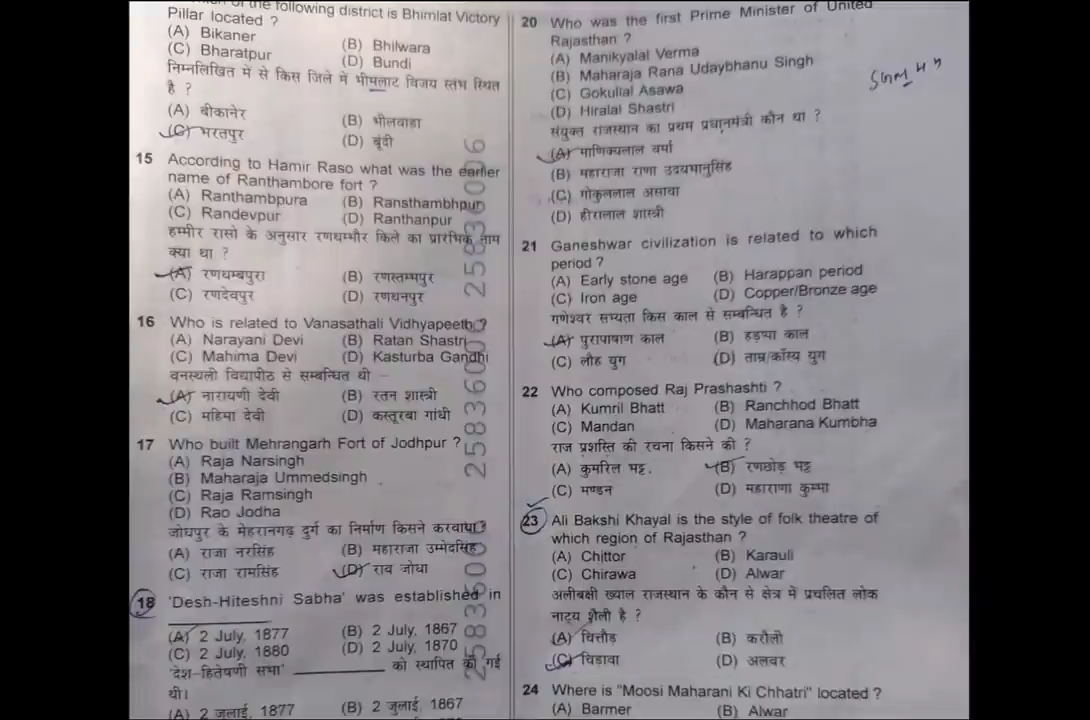 of the following district is Bhimlat Victory
Pillar located ?
(A) Bikaner
(B) Bhilwara
(C) Bharatpur
(D) Bundi
निम्नलिखित में से किस जिले में भीमलाट विजय स्तंभ स्थित
है ?
(A) बीकानेर
(B) भीलवाडा
(C) भरतपुर
(D) बूंदी
15 According to Hamir Raso what was the earlier
name of Ranthambore fort ?
(A) Ranthambpura
(B) Ransthambhpur
(C) Randevpur
(D) Ranthanpur
हम्मीर रासो के अनुसार रणथम्भौर किले का प्रारंभिक नाम
क्या था ?
(A) रणथम्बपुरा
(B) रणस्तम्भपुर
(C) रणदेवपुर
(D) रणथनपुर
16 Who is related to Vanasathali Vidhyapeeth ?
(A) Narayani Devi
(B) Ratan Shastri
(C) Mahima Devi
(D) Kasturba Gandhi
वनस्थली विद्यापीठ से सम्बन्धित थी –
(A) नारायणी देवी
(B) रतन शास्त्री
(C) महिमा देवी
(D) कस्तूरबा गांधी
17 Who built Mehrangarh Fort of Jodhpur ?
(A) Raja Narsingh
(B) Maharaja Ummedsingh
(C) Raja Ramsingh
(D) Rao Jodha
जोधपुर के मेहरानगढ़ दुर्ग का निर्माण किसने करवाया ?
(A) राजा नरसिंह
(B) महाराजा उम्मेदसिंह
(C) राजा रामसिंह
(D) राव जोधा
18 'Desh-Hiteshni Sabha' was established in
(A) 2 July, 1877
(B) 2 July, 1867
(C) 2 July, 1880
(D) 2 July, 1870
'देश-हितेषणी सभा' ________ को स्थापित की गई
थी।
(A) 2 जुलाई, 1877
(B) 2 जुलाई, 1867
20 Who was the first Prime Minister of United
Rajasthan ?
(A) Manikyalal Verma
(B) Maharaja Rana Udaybhanu Singh
(C) Gokullal Asawa
(D) Hiralal Shastri
संयुक्त राजस्थान का प्रथम प्रधानमंत्री कौन था ?
(A) माणिक्यलाल वर्मा
(B) महाराजा राणा उदयभानुसिंह
(C) गोकुललाल असावा
(D) हीरालाल शास्त्री
21 Ganeshwar civilization is related to which
period ?
(A) Early stone age
(B) Harappan period
(C) Iron age
(D) Copper/Bronze age
गणेश्वर सभ्यता किस काल से सम्बन्धित है ?
(A) पुरापाषाण काल
(B) हड़प्पा काल
(C) लौह युग
(D) ताम्र/काँस्य युग
22 Who composed Raj Prashashti ?
(A) Kumril Bhatt
(B) Ranchhod Bhatt
(C) Mandan
(D) Maharana Kumbha
राज प्रशस्ति की रचना किसने की ?
(A) कुमरिल भट्ट
(B) रणछोड़ भट्ट
(C) मण्डन
(D) महाराणा कुम्भा
23 Ali Bakshi Khayal is the style of folk theatre of
which region of Rajasthan ?
(A) Chittor
(B) Karauli
(C) Chirawa
(D) Alwar
अलीबक्षी ख्याल राजस्थान के कौन से क्षेत्र में प्रचलित लोक
नाट्य शैली है ?
(A) चित्तौड़
(B) करौली
(C) चिड़ावा
(D) अलवर
24 Where is "Moosi Maharani Ki Chhatri" located ?
(A) Barmer
(B) Alwar